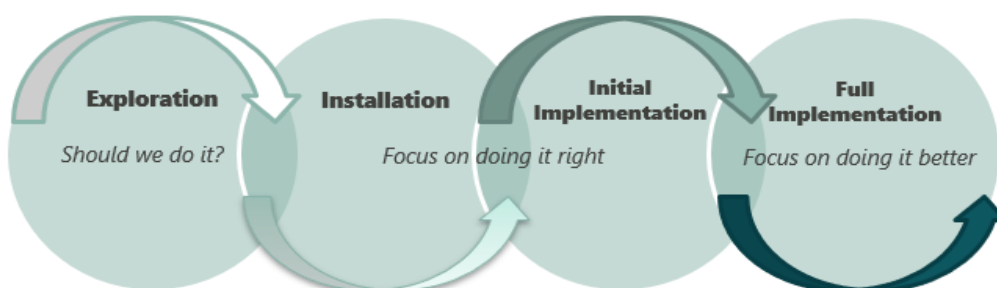 Exploration
Should we do it?
Installation
Focus on doing it right
Initial
Implementation
Full
Implementation
Focus on doing it better